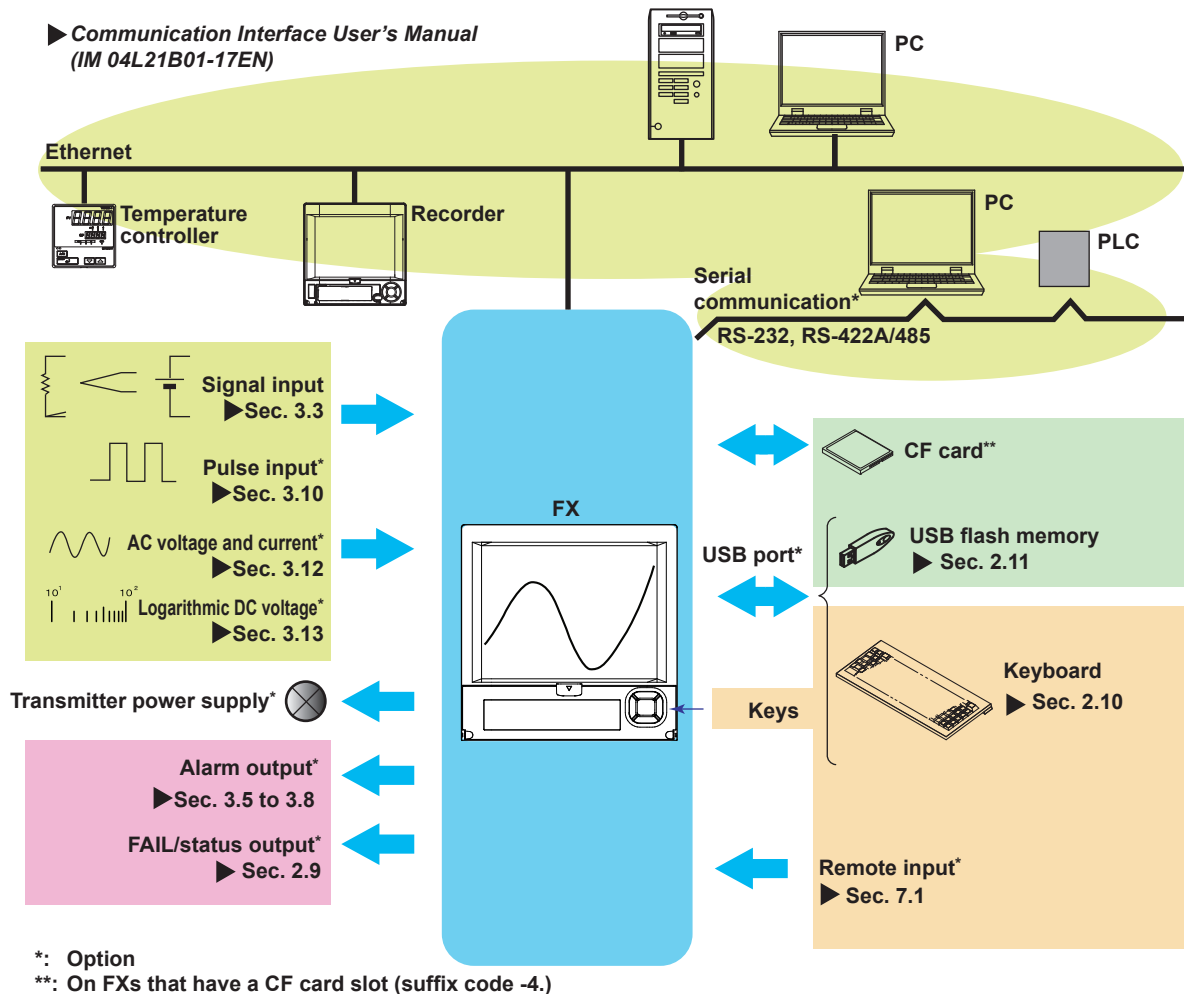 ▶ Communication Interface User's Manual
(IM 04L21B01-17EN)
PC
Ethernet
Temperature
controller
Recorder
PC
PLC
Serial
communication*
RS-232, RS-422A/485
Signal input
▶Sec. 3.3
Pulse input*
▶Sec. 3.10
AC voltage and current*
▶Sec. 3.12
10¹ 10²
Logarithmic DC voltage*
▶Sec. 3.13
Transmitter power supply*
Alarm output*
▶Sec. 3.5 to 3.8
FAIL/status output*
▶ Sec. 2.9
FX
CF card**
USB port*
USB flash memory
▶ Sec. 2.11
Keys
Keyboard
▶ Sec. 2.10
Remote input*
▶ Sec. 7.1
*: Option
**: On FXs that have a CF card slot (suffix code -4.)